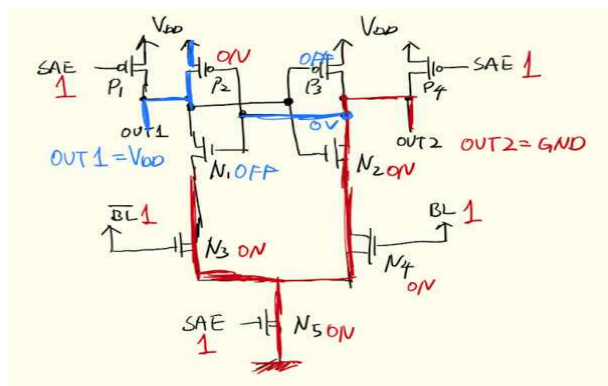 VDD VDD
ON OFF
SAE P1 P2 P3 P4 SAE 1
1
OUT1 0V OUT2 OUT2=GND
OUT1=VDD N1 OFF N2 ON
BL 1 BL 1
N3 ON N4
ON
SAE N5 ON
1